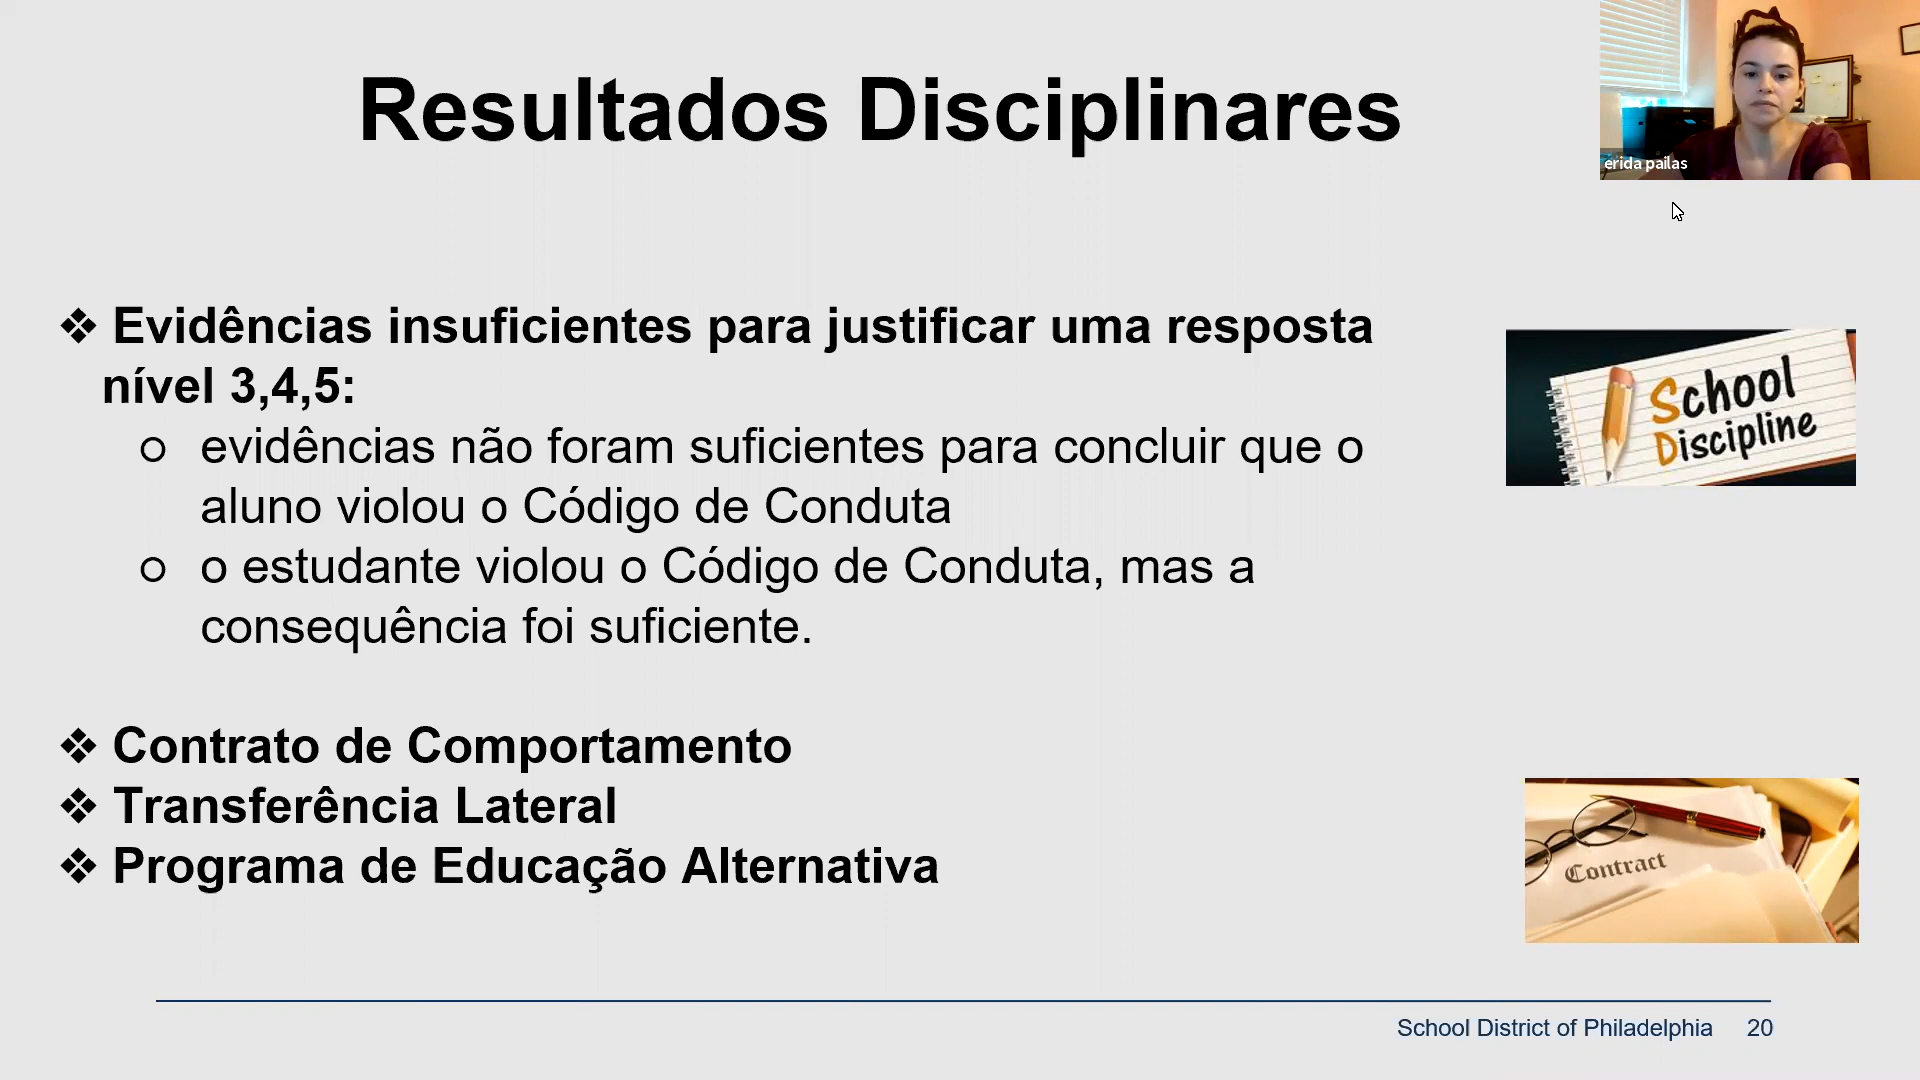 Resultados Disciplinares
erida pailas
❖ Evidências insuficientes para justificar uma resposta
nível 3,4,5:
○ evidências não foram suficientes para concluir que o
aluno violou o Código de Conduta
○ o estudante violou o Código de Conduta, mas a
consequência foi suficiente.
School
Discipline
❖ Contrato de Comportamento
❖ Transferência Lateral
❖ Programa de Educação Alternativa
Contract
School District of Philadelphia 20